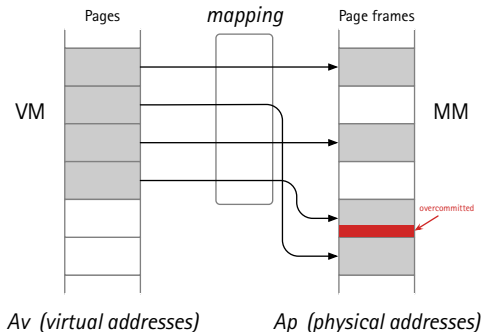 Pages
mapping
Page frames
VM
MM
overcommitted
Av (virtual addresses)
Ap (physical addresses)